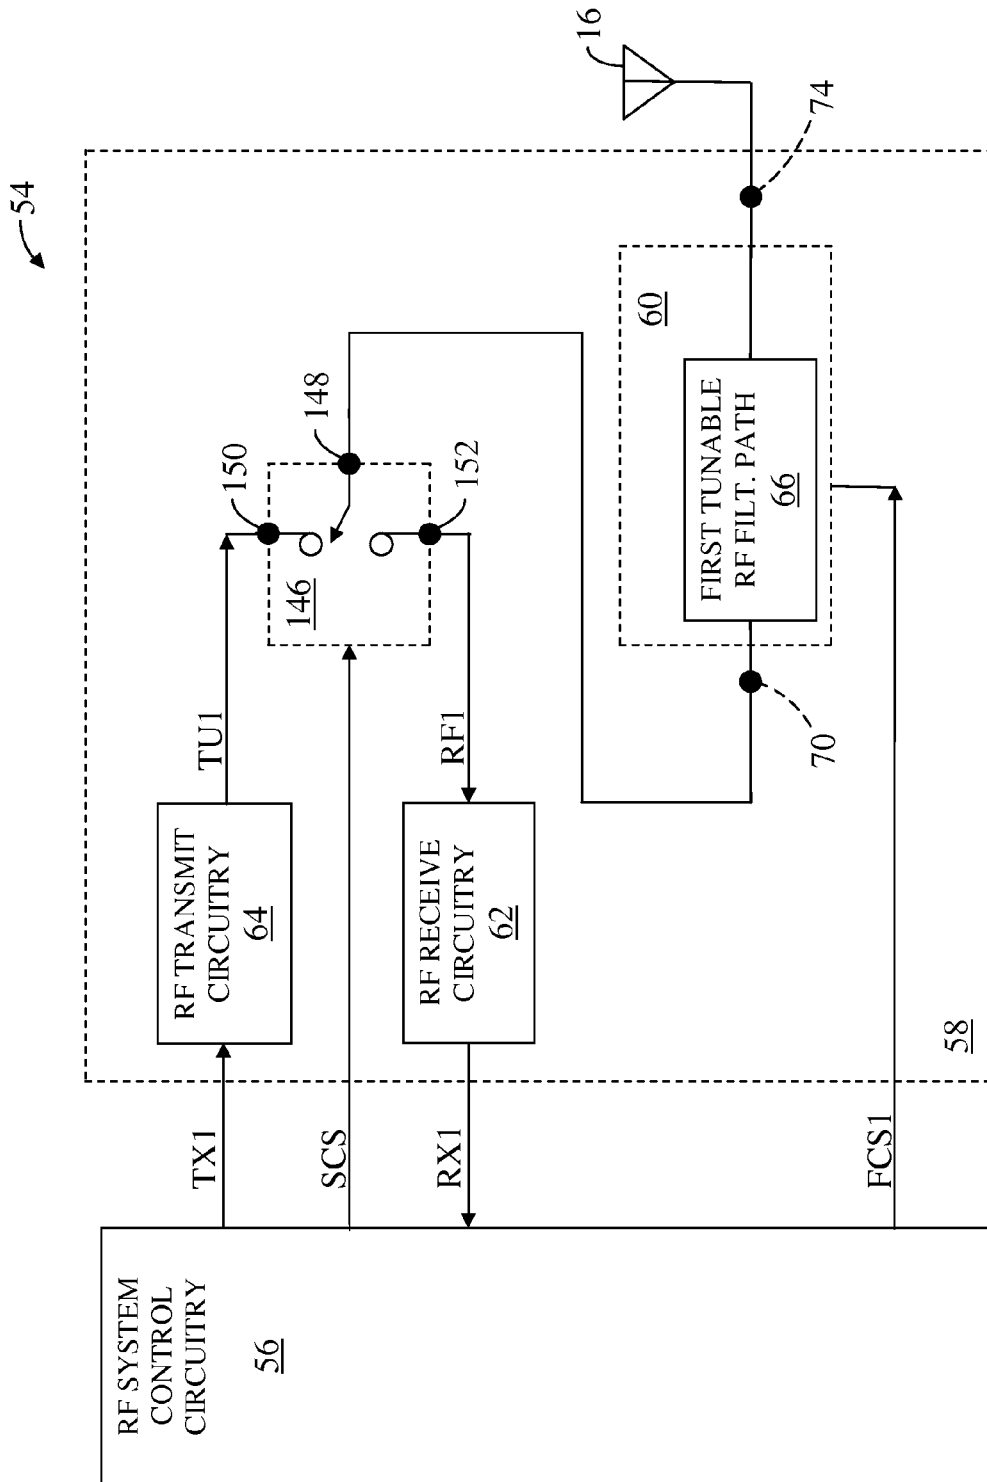 54
RF SYSTEM
CONTROL
CIRCUITRY
56
TX1
SCS
RX1
FCS1
58
RF TRANSMIT
CIRCUITRY
64
TU1
RF RECEIVE
CIRCUITRY
62
RF1
146
150
148
152
70
60
FIRST TUNABLE
RF FILT. PATH
66
74
16